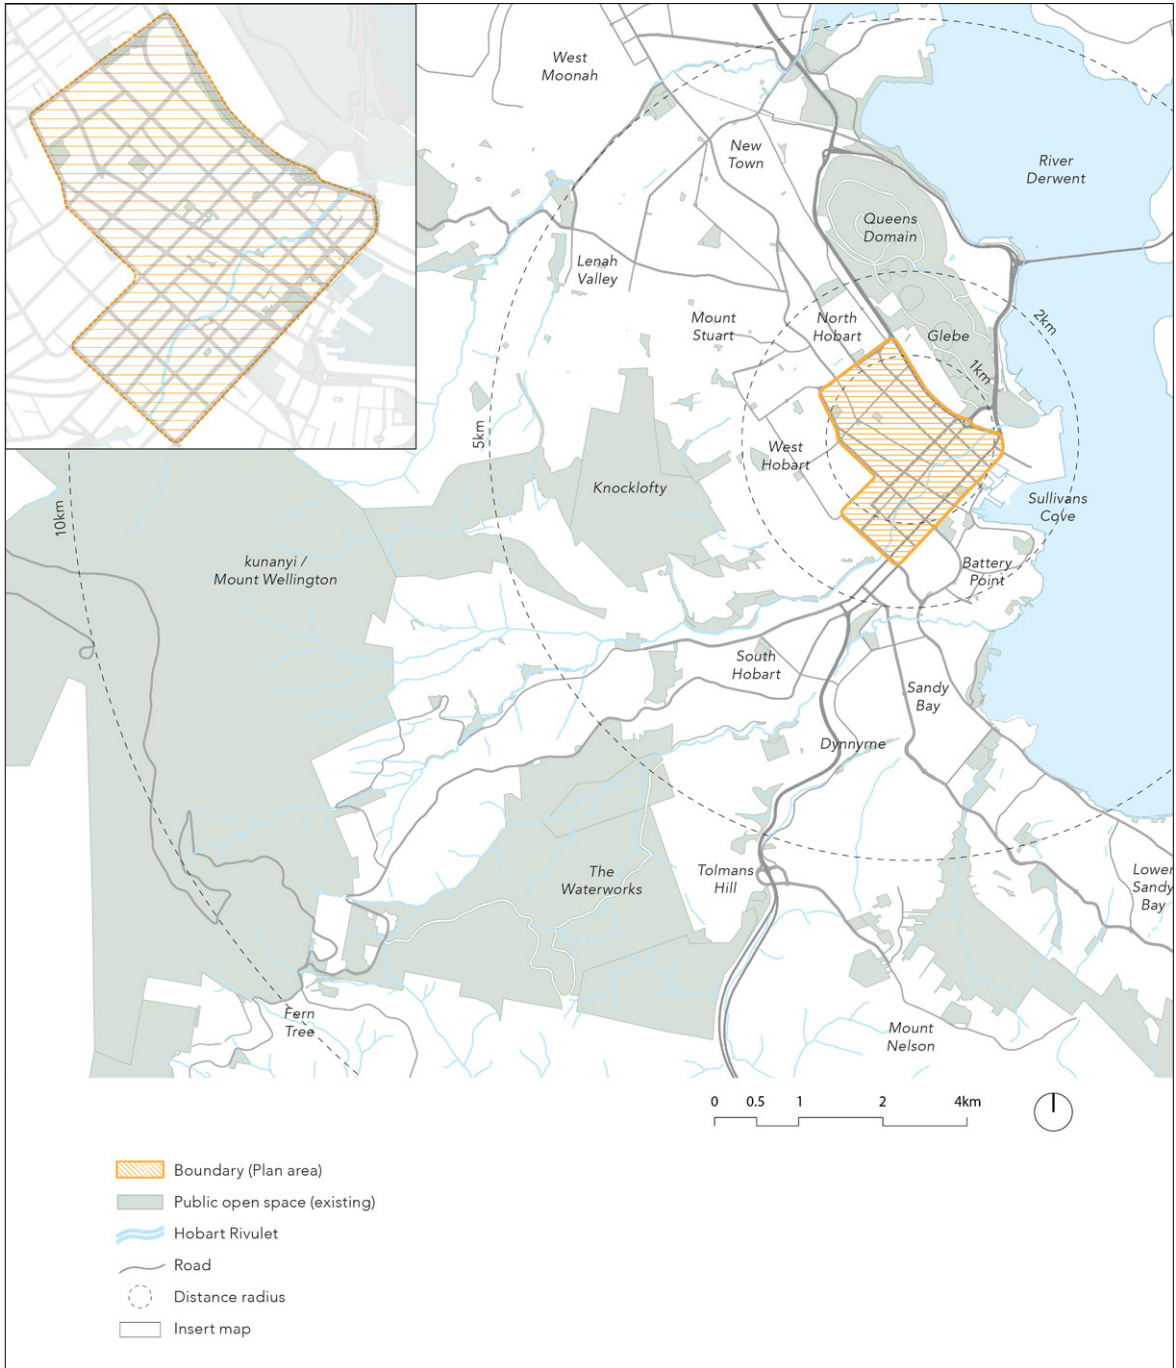 West
Moonah
New
Town
River
Derwent
Queens
Domain
Lenah
Valley
Mount
Stuart
North
Hobart
Glebe
2km
1km
5km
West
Hobart
Knocklofty
Sullivans
Cove
10km
kunanyi /
Mount Wellington
Battery
Point
South
Hobart
Sandy
Bay
Dynnyrne
The
Waterworks
Tolmans
Hill
Lower
Sandy
Bay
Fern
Tree
Mount
Nelson
0 0.5 1 2 4km
Boundary (Plan area)
Public open space (existing)
Hobart Rivulet
Road
Distance radius
Insert map